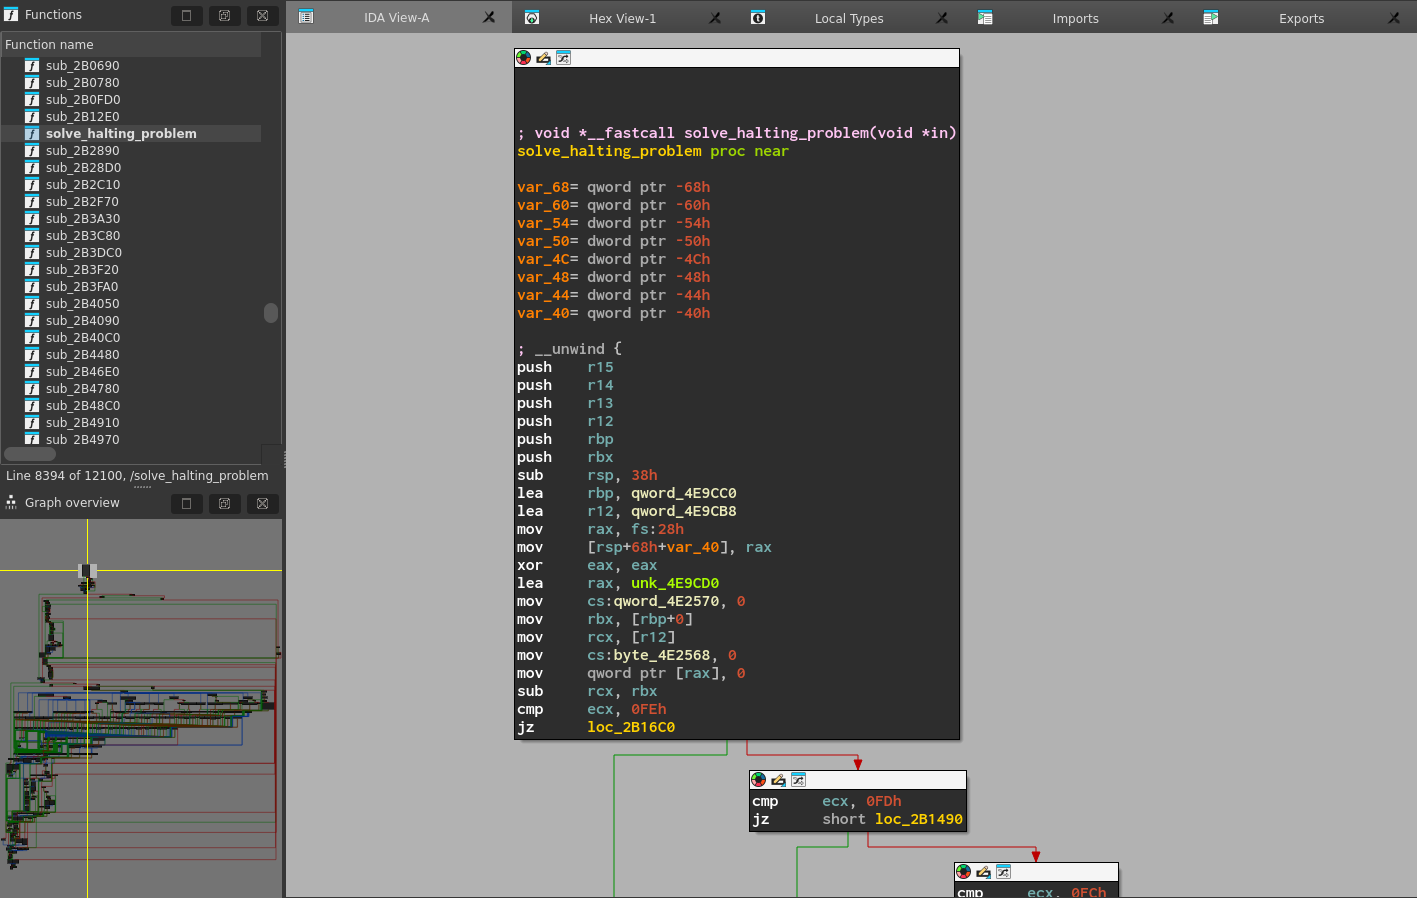 Functions
Function name
sub_2B0690
sub_2B0780
sub_2B0FD0
sub_2B12E0
solve_halting_problem
sub_2B2890
sub_2B28D0
sub_2B2C10
sub_2B2F70
sub_2B3A30
sub_2B3C80
sub_2B3DC0
sub_2B3F20
sub_2B3FA0
sub_2B4050
sub_2B4090
sub_2B40C0
sub_2B4480
sub_2B46E0
sub_2B4780
sub_2B48C0
sub_2B4910
sub_2B4970
Line 8394 of 12100, /solve_halting_problem
Graph overview
IDA View-A
Hex View-1
Local Types
Imports
Exports
; void *__fastcall solve_halting_problem(void *in)
solve_halting_problem proc near
var_68= qword ptr -68h
var_60= qword ptr -60h
var_54= dword ptr -54h
var_50= dword ptr -50h
var_4C= dword ptr -4Ch
var_48= dword ptr -48h
var_44= dword ptr -44h
var_40= qword ptr -40h
; __unwind {
push r15
push r14
push r13
push r12
push rbp
push rbx
sub rsp, 38h
lea rbp, qword_4E9CC0
lea r12, qword_4E9CB8
mov rax, fs:28h
mov [rsp+68h+var_40], rax
xor eax, eax
lea rax, unk_4E9CD0
mov cs:qword_4E2570, 0
mov rbx, [rbp+0]
mov rcx, [r12]
mov cs:byte_4E2568, 0
mov qword ptr [rax], 0
sub rcx, rbx
cmp ecx, 0FEh
jz loc_2B16C0
cmp ecx, 0FDh
jz short loc_2B1490
cmp ecx, 0FCh